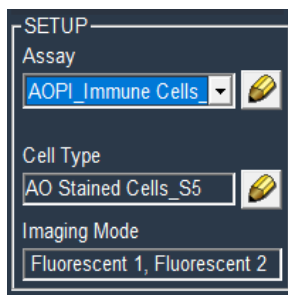 SETUP
Assay
AOPI_Immune Cells_
Cell Type
AO Stained Cells_S5
Imaging Mode
Fluorescent 1, Fluorescent 2